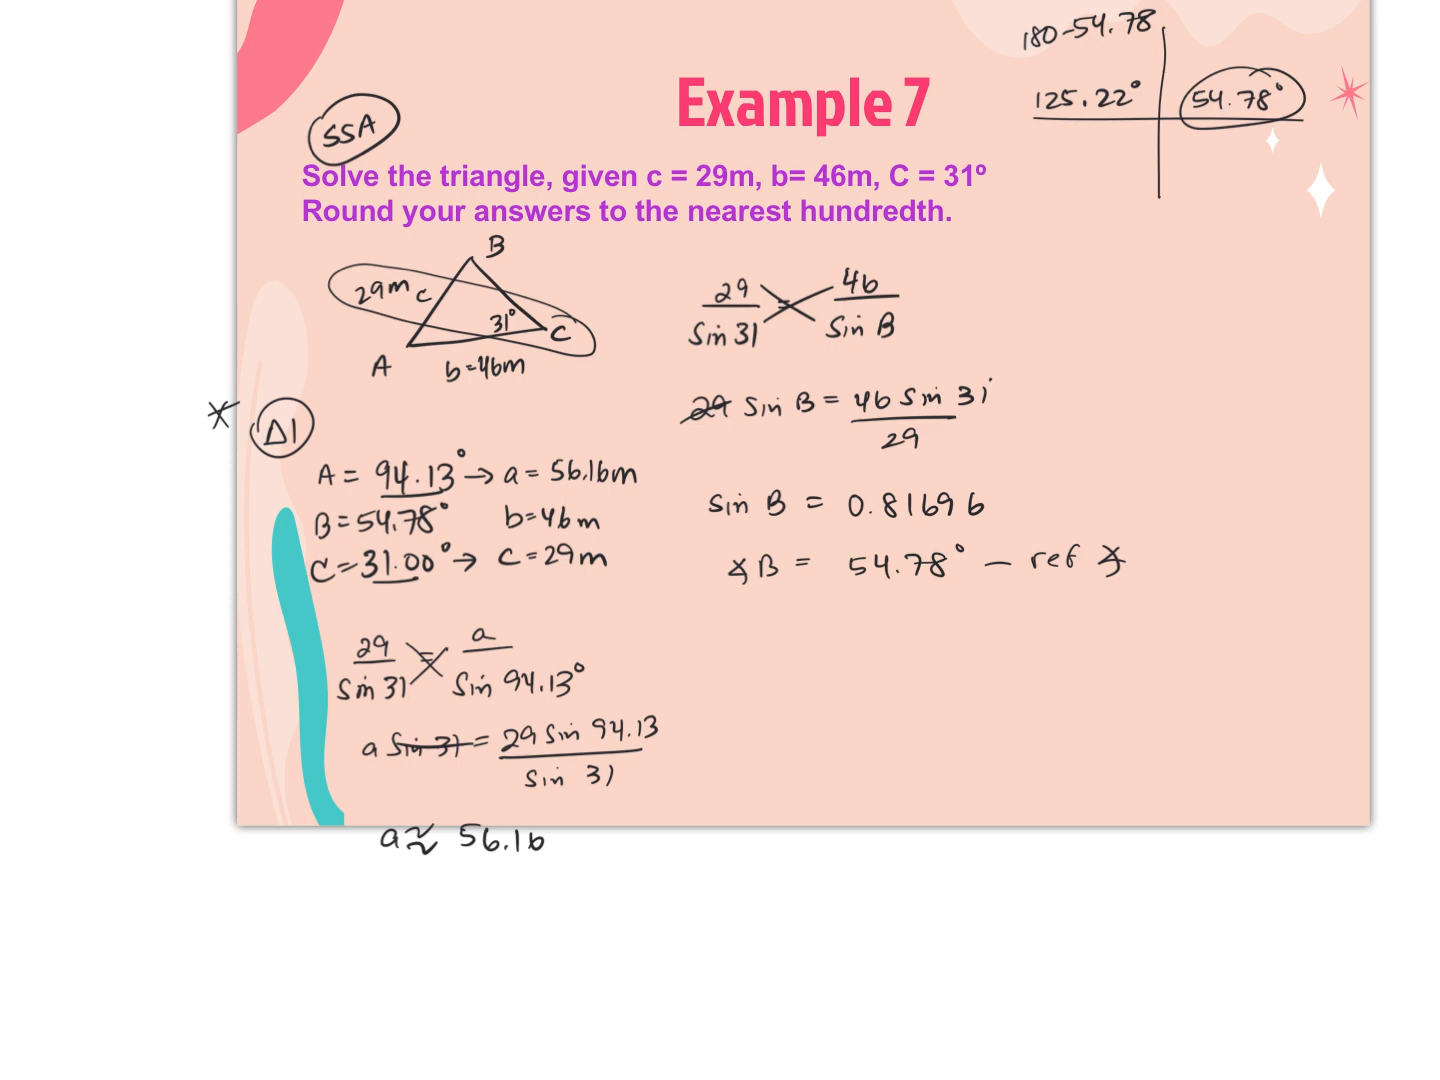 180-54.78
125.22° 54.78°
Example 7
SSA
Solve the triangle, given c = 29m, b= 46m, C = 31º
Round your answers to the nearest hundredth.
B
29m c
31°
C
A
b=46m
29/Sin 31 = 46/Sin B
29 Sin B = 46 Sin 31/29
Sin B = 0.81696
∡B = 54.78° - ref ∡
Δ1
A = 94.13° → a = 56.16m
B = 54.78° b=46m
C = 31.00° → C = 29m
29/Sin 31 = a/Sin 94.13°
a Sin 31 = 29 Sin 94.13/Sin 31
a ≈ 56.16